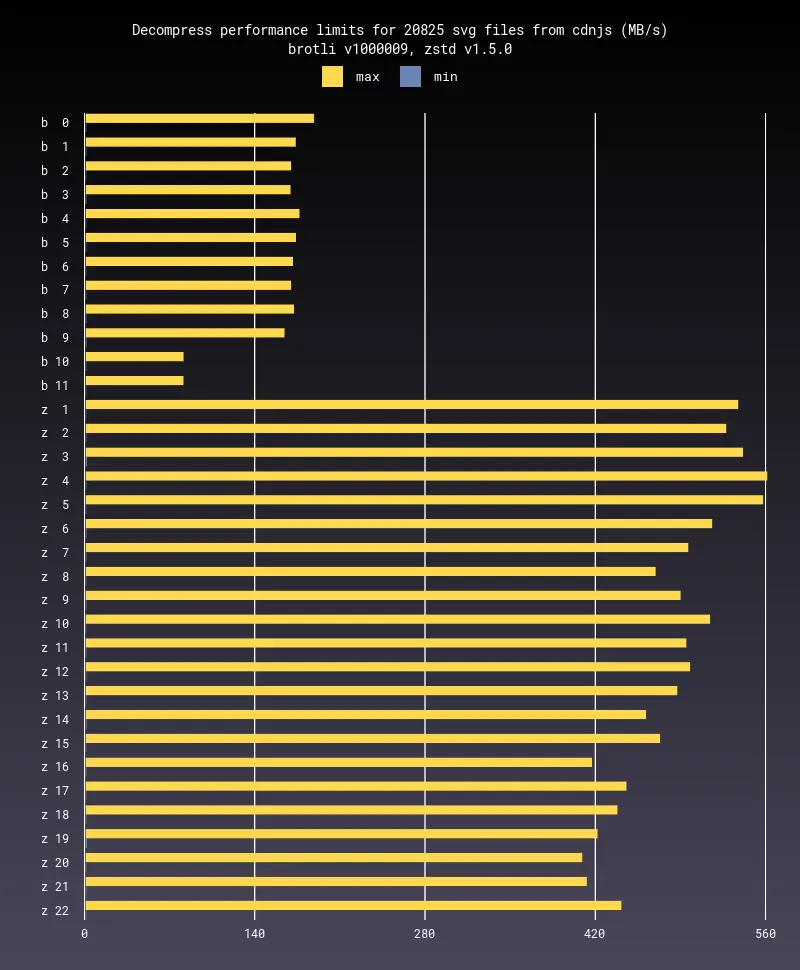 Decompress performance limits for 20825 svg files from cdnjs (MB/s)
brotli v1000009, zstd v1.5.0
max min
b 0
b 1
b 2
b 3
b 4
b 5
b 6
b 7
b 8
b 9
b 10
b 11
z 1
z 2
z 3
z 4
z 5
z 6
z 7
z 8
z 9
z 10
z 11
z 12
z 13
z 14
z 15
z 16
z 17
z 18
z 19
z 20
z 21
z 22
0 140 280 420 560